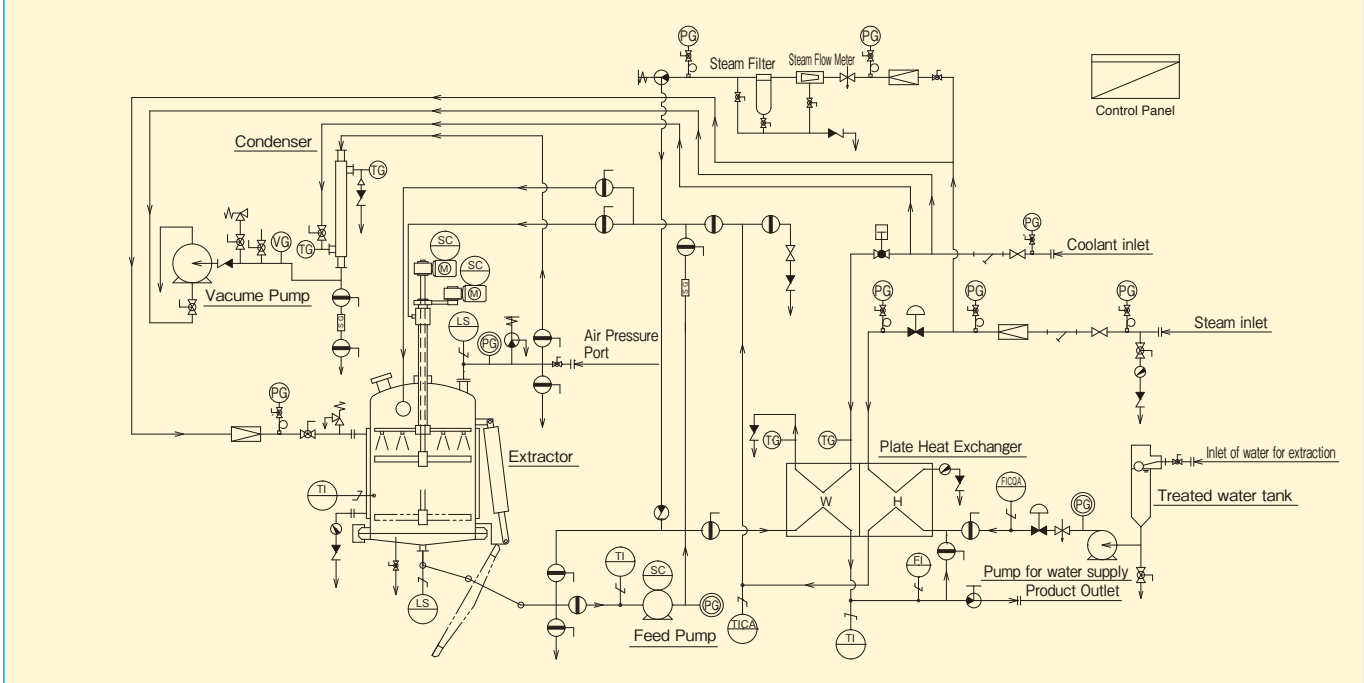 PG
PG
Steam Filter
Steam Flow Meter
Control Panel
Condenser
TG
SC
M
SC
M
VG
TG
Vacume Pump
S G
S G
PG
Coolant inlet
PG
PG
PG
Steam inlet
LS
PG
Air Pressure
Port
PG
Extractor
TI
TG
TG
Plate Heat Exchanger
W
H
FICQA
PG
Inlet of water for extraction
Treated water tank
LS
TI
SC
PG
Feed Pump
TICA
TI
FI
Pump for water supply
Product Outlet